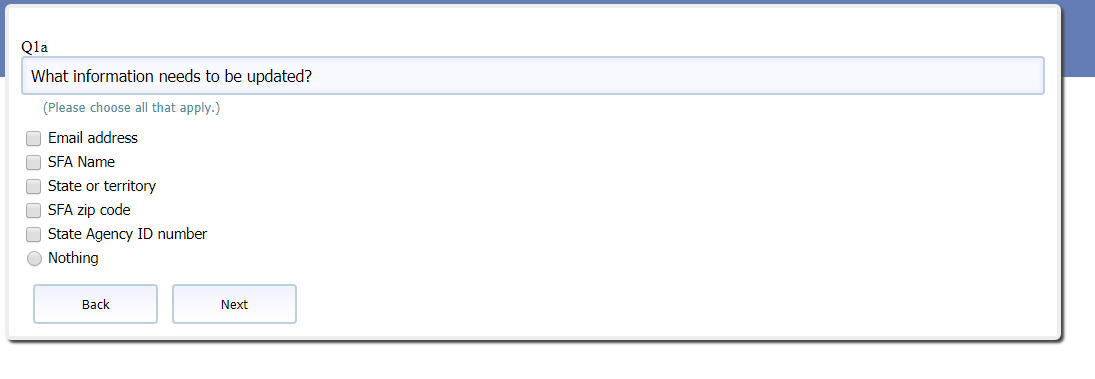 Q1a
What information needs to be updated?
(Please choose all that apply.)
Email address
SFA Name
State or territory
SFA zip code
State Agency ID number
Nothing
Back Next